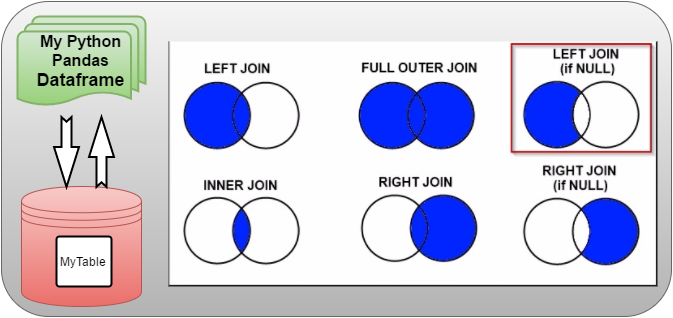 My Python
Pandas
Dataframe
MyTable
LEFT JOIN
FULL OUTER JOIN
LEFT JOIN
(if NULL)
INNER JOIN
RIGHT JOIN
RIGHT JOIN
(if NULL)